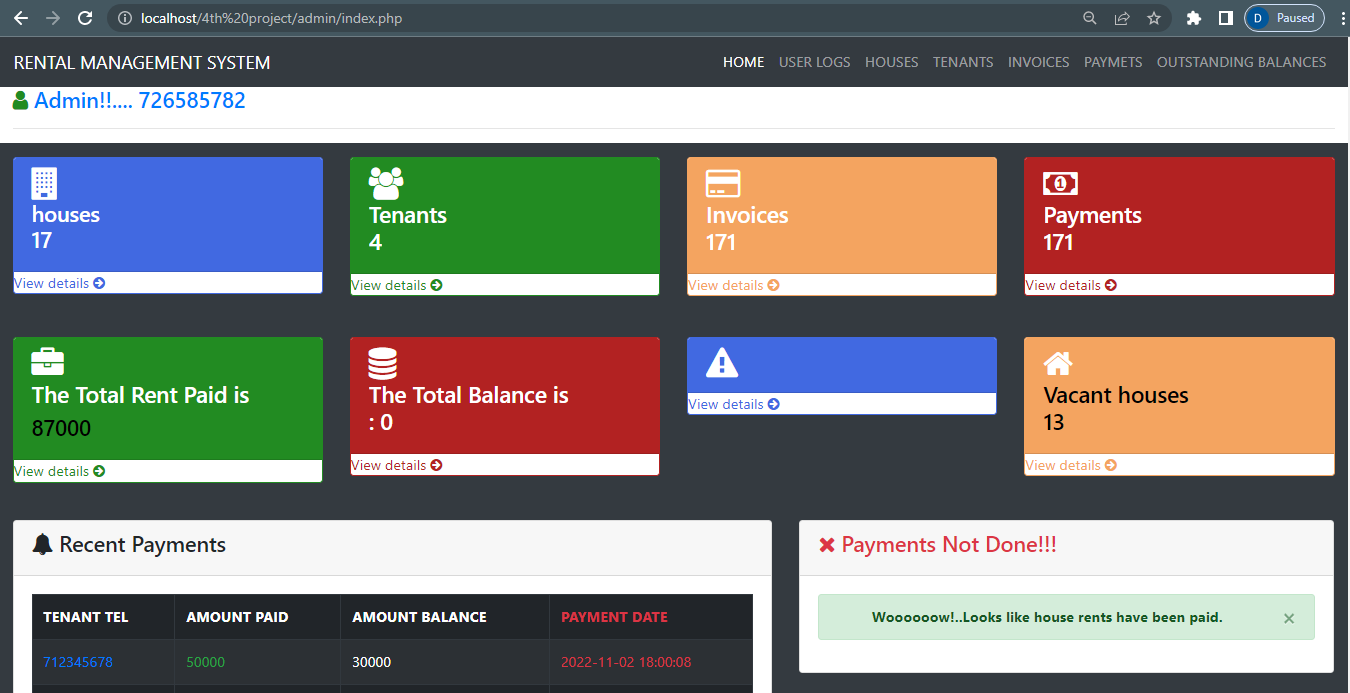 localhost/4th%20project/admin/index.php
D Paused
RENTAL MANAGEMENT SYSTEM
HOME USER LOGS HOUSES TENANTS INVOICES PAYMETS OUTSTANDING BALANCES
Admin!!.... 726585782
houses
17
View details
Tenants
4
View details
Invoices
171
View details
Payments
171
View details
The Total Rent Paid is
87000
View details
The Total Balance is
: 0
View details
View details
Vacant houses
13
View details
Recent Payments
TENANT TEL AMOUNT PAID AMOUNT BALANCE PAYMENT DATE
712345678 50000 30000 2022-11-02 18:00:08
Payments Not Done!!!
Woooooow!..Looks like house rents have been paid. ×